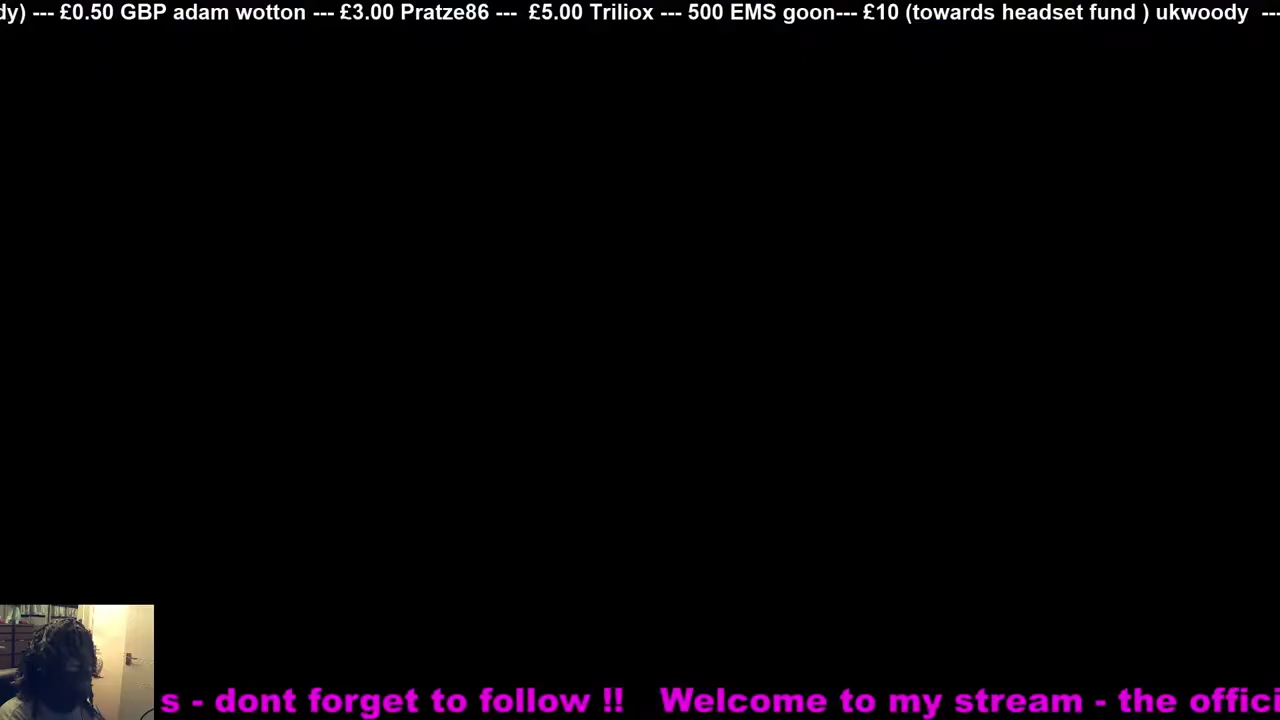 dy) --- £0.50 GBP adam wotton --- £3.00 Pratze86 --- £5.00 Triliox --- 500 EMS goon--- £10 (towards headset fund ) ukwoody ---
s - dont forget to follow !! Welcome to my stream - the offici